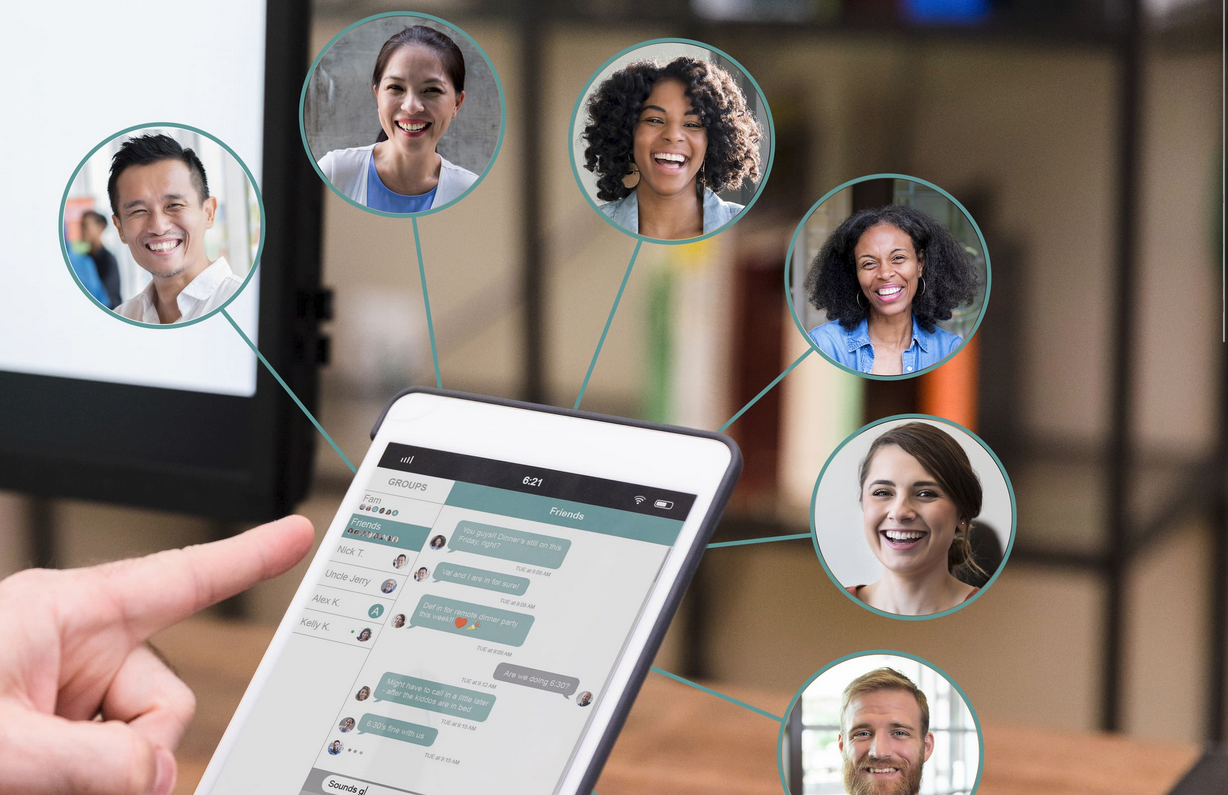 6:21
GROUPS
Friends
Fam
Friends
Nick T.
Uncle Jerry
Alex K.
A
Kelly K.
You guys!! Dinner's still on this
Friday, right?
TUE at 9:08 AM
Val and I are in for sure!
TUE at 9:08 AM
Def in for remote dinner party
this week!!
TUE at 9:09 AM
Are we doing 6:30?
TUE at 9:12 AM
Might have to call in a little later
- after the kiddos are in bed
TUE at 9:15 AM
6:30's fine with us
TUE at 9:15 AM
Sounds g